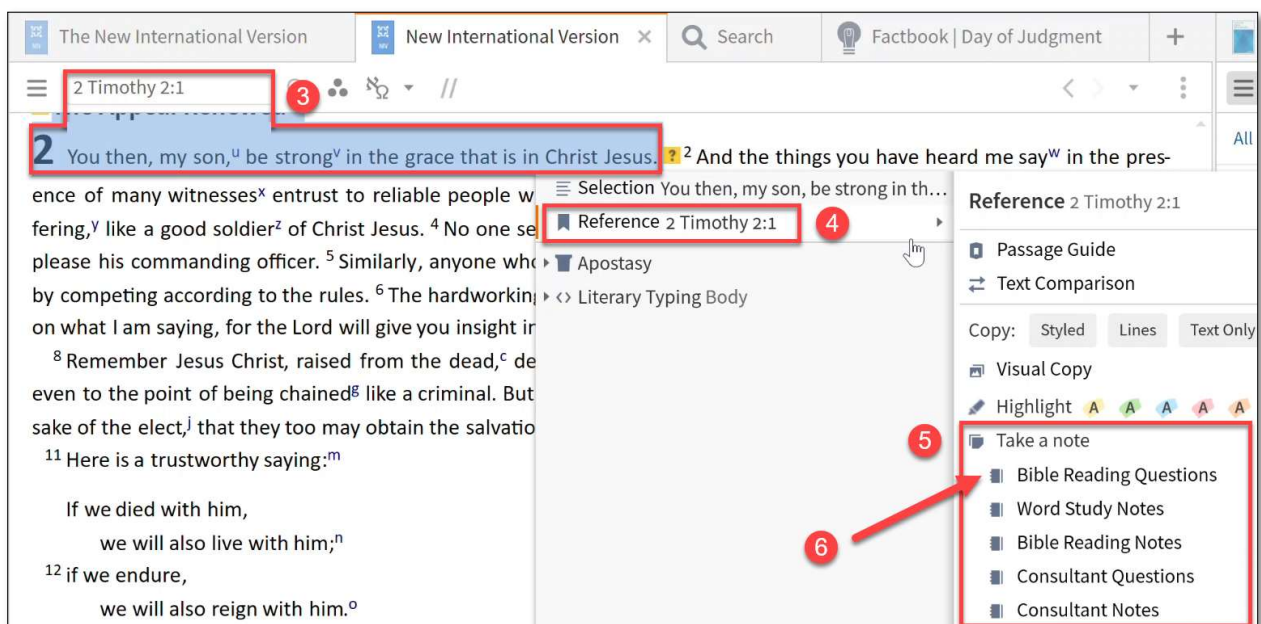 The New International Version
New International Version
Search
Factbook | Day of Judgment
2 Timothy 2:1
3
All
2 You then, my son,u be strongv in the grace that is in Christ Jesus. ? 2 And the things you have heard me sayw in the pres-
ence of many witnessesx entrust to reliable people w
fering,y like a good soldierz of Christ Jesus. 4 No one se
please his commanding officer. 5 Similarly, anyone who
by competing according to the rules. 6 The hardworking
on what I am saying, for the Lord will give you insight in
8 Remember Jesus Christ, raised from the dead,c de
even to the point of being chainedg like a criminal. But
sake of the elect,j that they too may obtain the salvatio
11 Here is a trustworthy saying:m
If we died with him,
we will also live with him;n
12 if we endure,
we will also reign with him.o
Selection You then, my son, be strong in th...
Reference 2 Timothy 2:1
4
Apostasy
Literary Typing Body
Reference 2 Timothy 2:1
Passage Guide
Text Comparison
Copy: Styled Lines Text Only
Visual Copy
Highlight A A A A A
5
Take a note
Bible Reading Questions
Word Study Notes
Bible Reading Notes
Consultant Questions
Consultant Notes
6